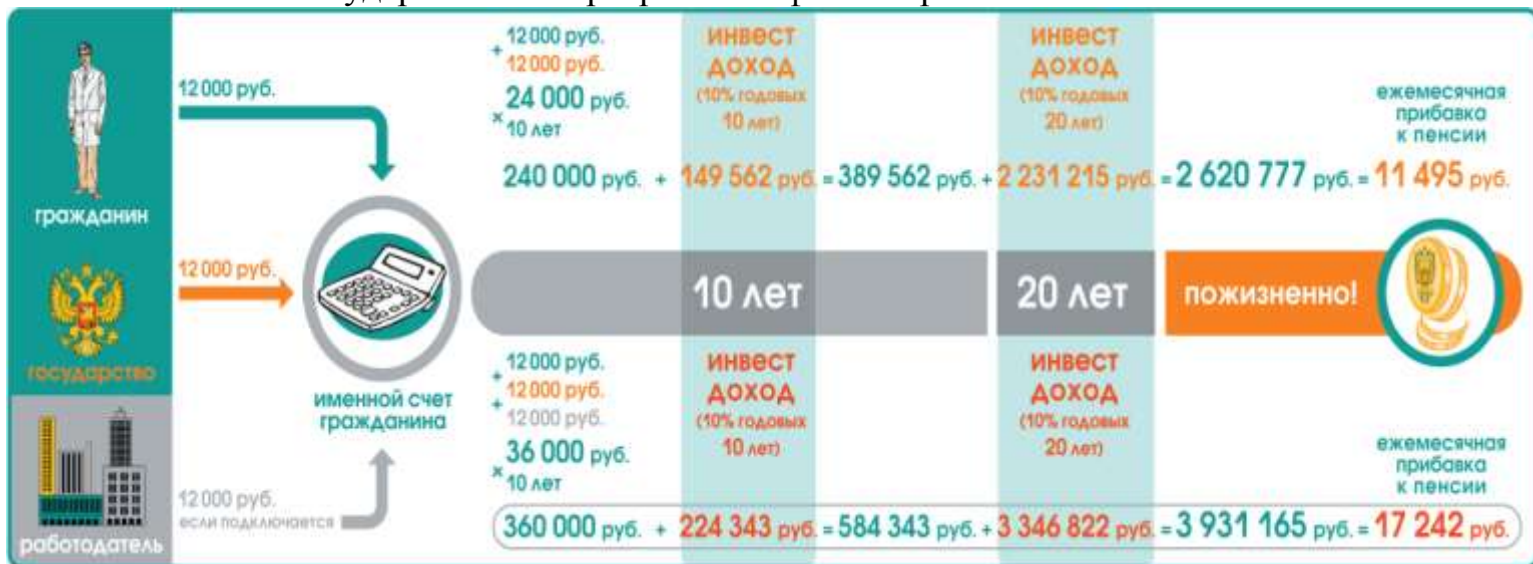 гражданин
государство
работодатель
12 000 руб.
12 000 руб.
12 000 руб.
если подключается
именной счет
гражданина
+ 12 000 руб.
12 000 руб.
24 000 руб.
× 10 лет
ИНВЕСТ
ДОХОД
(10% годовых
10 лет)
ИНВЕСТ
ДОХОД
(10% годовых
20 лет)
ежемесячная
прибавка
к пенсии
240 000 руб. + 149 562 руб. = 389 562 руб. + 2 231 215 руб. = 2 620 777 руб. = 11 495 руб.
10 лет
20 лет
пожизненно!
+ 12 000 руб.
+ 12 000 руб.
12 000 руб.
36 000 руб.
× 10 лет
ИНВЕСТ
ДОХОД
(10% годовых
10 лет)
ИНВЕСТ
ДОХОД
(10% годовых
20 лет)
ежемесячная
прибавка
к пенсии
360 000 руб. + 224 343 руб. = 584 343 руб. + 3 346 822 руб. = 3 931 165 руб. = 17 242 руб.